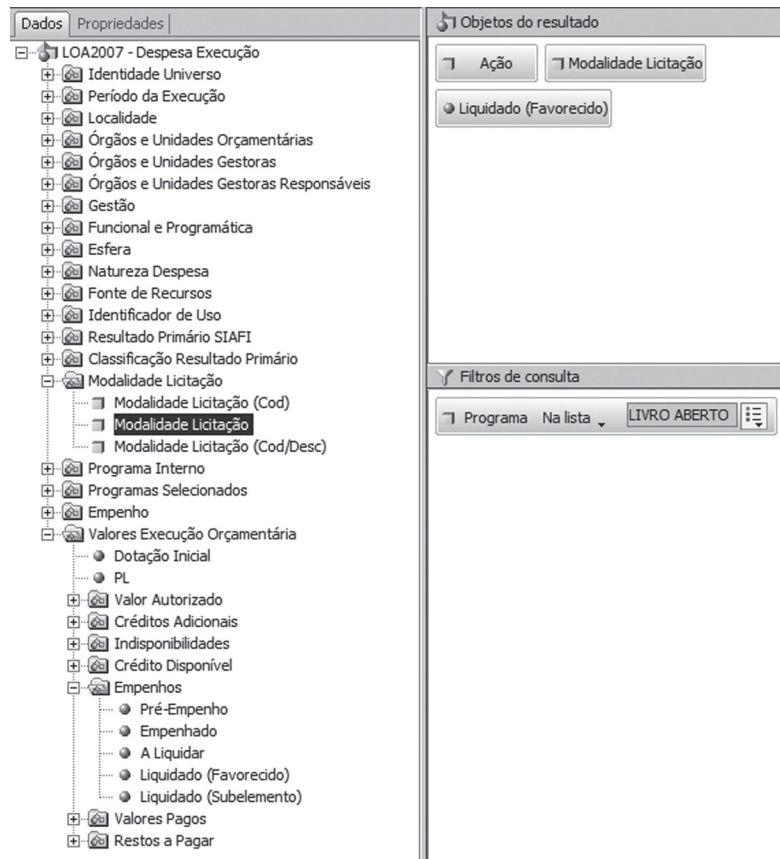 Dados Propriedades
LOA2007 - Despesa Execução
Identidade Universo
Período da Execução
Localidade
Órgãos e Unidades Orçamentárias
Órgãos e Unidades Gestoras
Órgãos e Unidades Gestoras Responsáveis
Gestão
Funcional e Programática
Esfera
Natureza Despesa
Fonte de Recursos
Identificador de Uso
Resultado Primário SIAFI
Classificação Resultado Primário
Modalidade Licitação
Modalidade Licitação (Cod)
Modalidade Licitação
Modalidade Licitação (Cod/Desc)
Programa Interno
Programas Selecionados
Empenho
Valores Execução Orçamentária
Dotação Inicial
PL
Valor Autorizado
Créditos Adicionais
Indisponibilidades
Crédito Disponível
Empenhos
Pré-Empenho
Empenhado
A Liquidar
Liquidado (Favorecido)
Liquidado (Subelemento)
Valores Pagos
Restos a Pagar
Objetos do resultado
Ação Modalidade Licitação
Liquidado (Favorecido)
Filtros de consulta
Programa Na lista LIVRO ABERTO